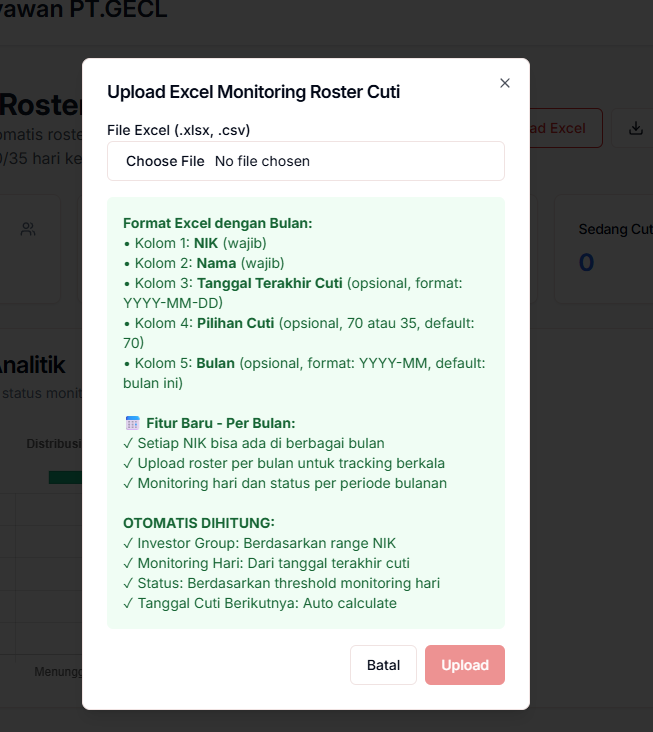 yawan PT.GECL
Roster
ad Excel
omatis roste
0/35 hari ke
Sedang Cut
0
Analitik
status monit
Distribusi
Menungg
Upload Excel Monitoring Roster Cuti
File Excel (.xlsx, .csv)
Choose File No file chosen
Format Excel dengan Bulan:
• Kolom 1: NIK (wajib)
• Kolom 2: Nama (wajib)
• Kolom 3: Tanggal Terakhir Cuti (opsional, format:
YYYY-MM-DD)
• Kolom 4: Pilihan Cuti (opsional, 70 atau 35, default:
70)
• Kolom 5: Bulan (opsional, format: YYYY-MM, default:
bulan ini)
Fitur Baru - Per Bulan:
✓ Setiap NIK bisa ada di berbagai bulan
✓ Upload roster per bulan untuk tracking berkala
✓ Monitoring hari dan status per periode bulanan
OTOMATIS DIHITUNG:
✓ Investor Group: Berdasarkan range NIK
✓ Monitoring Hari: Dari tanggal terakhir cuti
✓ Status: Berdasarkan threshold monitoring hari
✓ Tanggal Cuti Berikutnya: Auto calculate
Batal
Upload